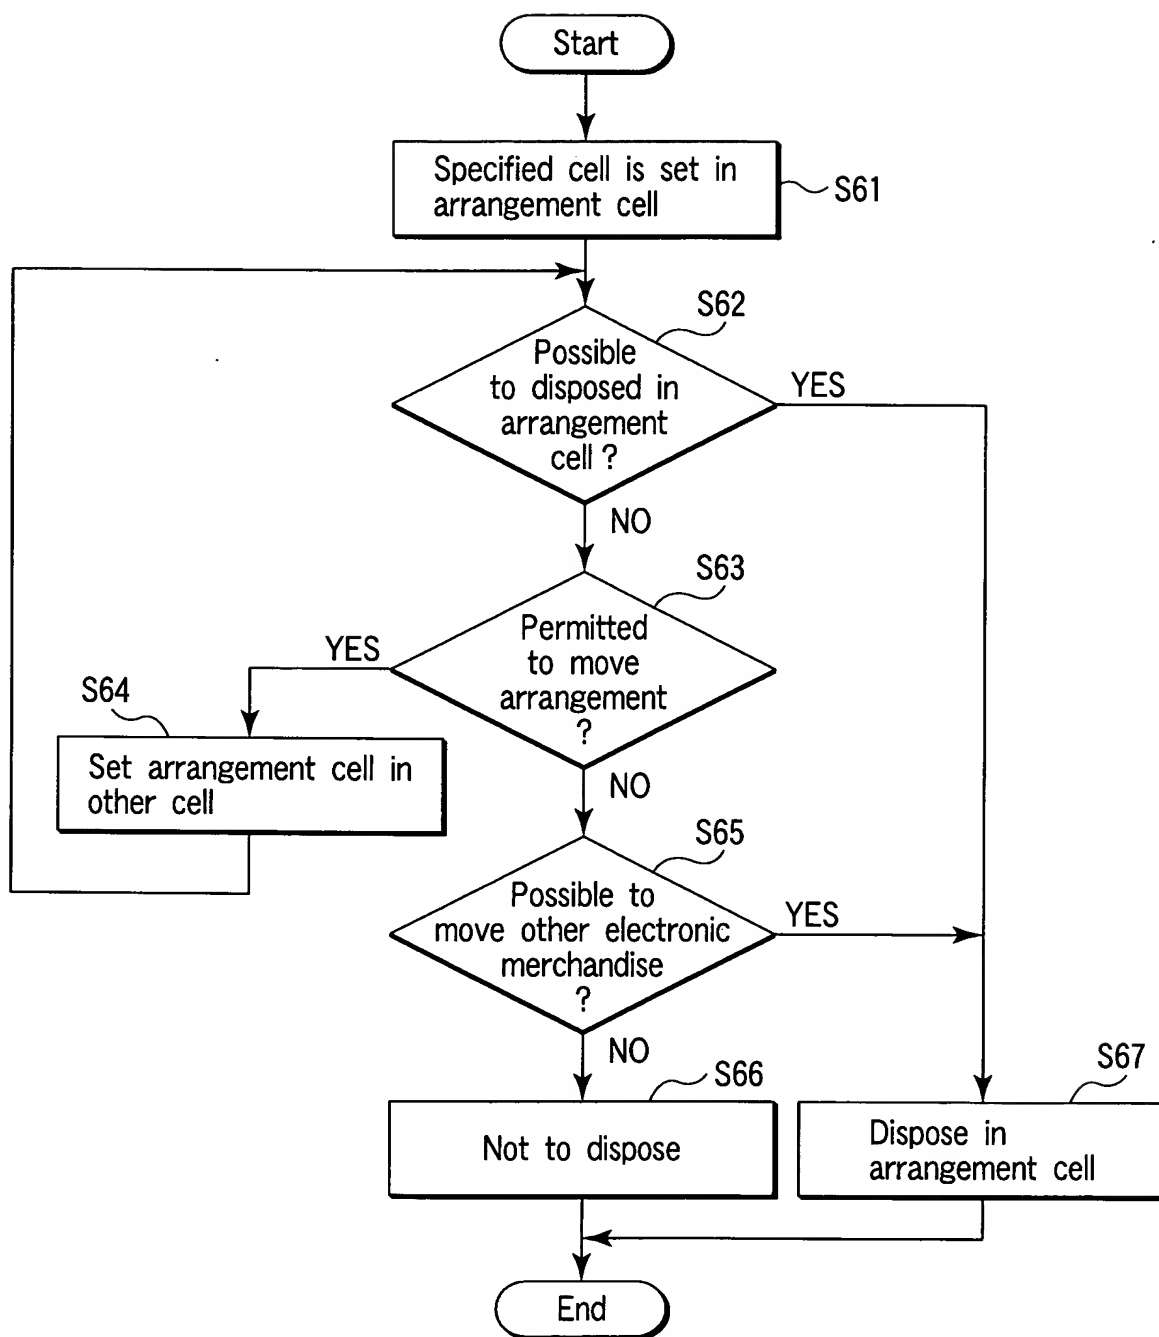 Start
Specified cell is set in
arrangement cell
S61
S62
Possible
to disposed in
arrangement
cell ?
YES
NO
S63
Permitted
to move
arrangement
?
YES
S64
Set arrangement cell in
other cell
NO
S65
Possible to
move other electronic
merchandise
?
YES
NO
S66
Not to dispose
S67
Dispose in
arrangement cell
End